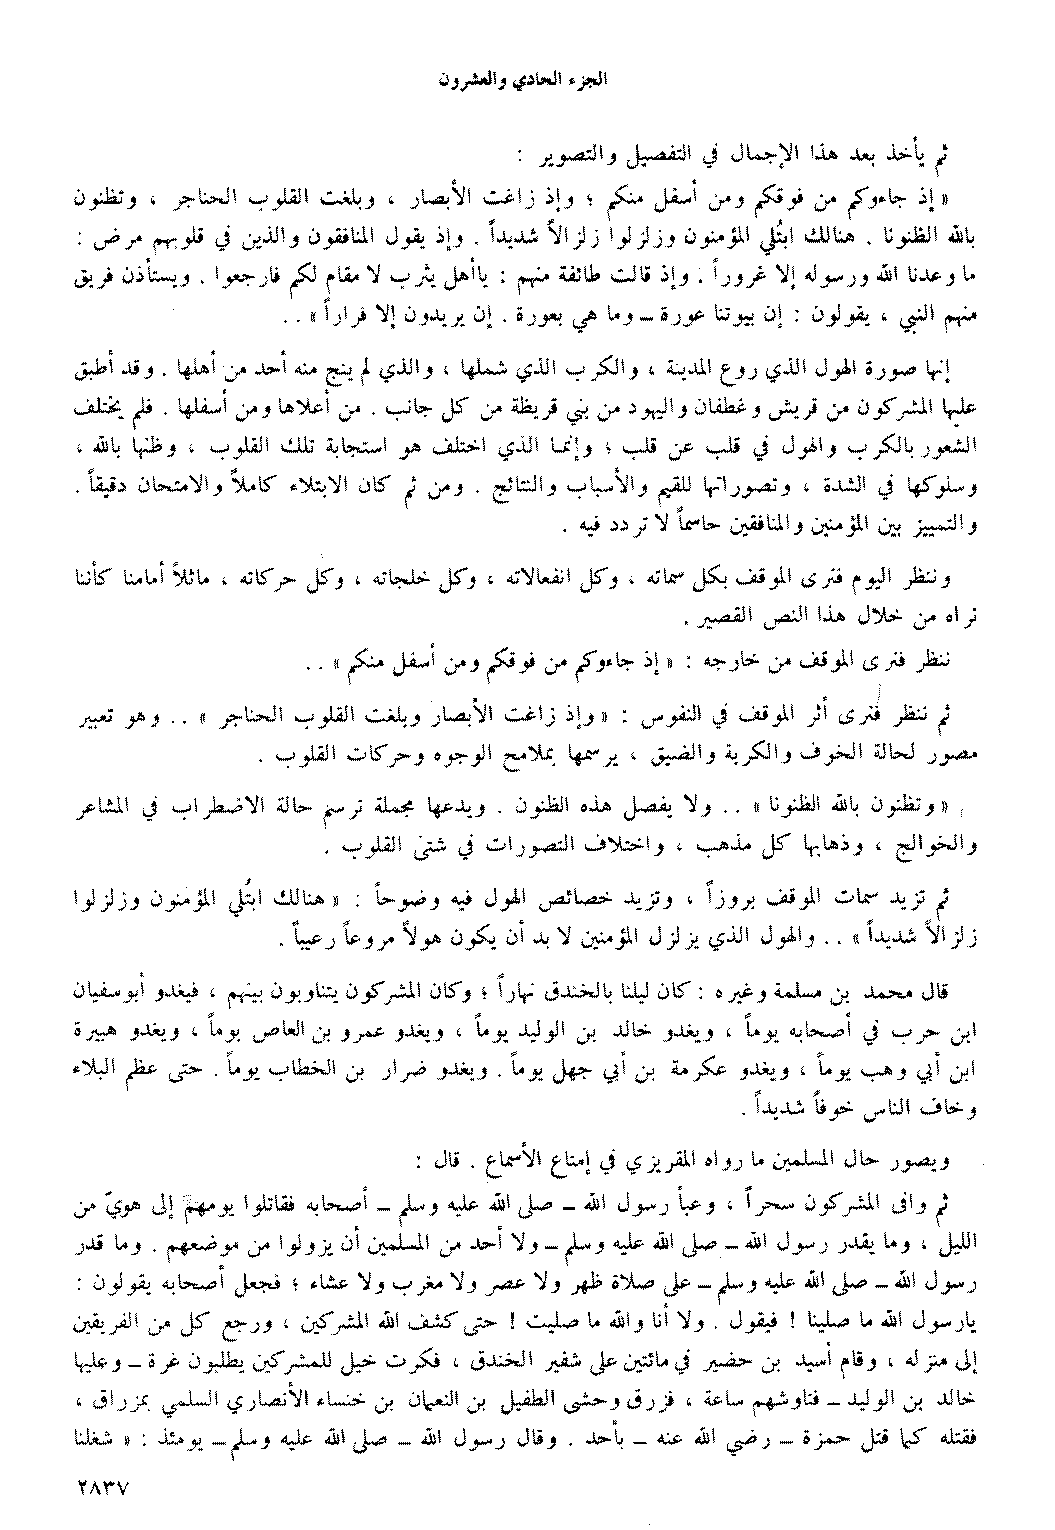 الجزء الحادي والعشرون
ثم يأخذ بعد هذا الإجمال في التفصيل والتصوير :
« إذ جاءوكم من فوقكم ومن أسفل منكم ؛ وإذ زاغت الأبصار ، وبلغت القلوب الحناجر ، وتظنون
بالله الظنونا . هنالك ابتُلي المؤمنون وزلزلوا زلزالاً شديداً . وإذ يقول المنافقون والذين في قلوبهم مرض :
ما وعدنا الله ورسوله إلا غروراً . وإذ قالت طائفة منهم : ياأهل يثرب لا مقام لكم فارجعوا . ويستأذن فريق
منهم النبي ، يقولون : إن بيوتنا عورة ــ وما هي بعورة . إن يريدون إلا فراراً » . .
إنها صورة الهول الذي روع المدينة ، والكرب الذي شملها ، والذي لم ينج منه أحد من أهلها . وقد أطبق
عليها المشركون من قريش وغطفان واليهود من بني قريظة من كل جانب . من أعلاها ومن أسفلها . فلم يختلف
الشعور بالكرب والهول في قلب عن قلب ؛ وإنما الذي اختلف هو استجابة تلك القلوب ، وظنها بالله ،
وسلوكها في الشدة ، وتصوراتها للقيم والأسباب والنتائج . ومن ثم كان الابتلاء كاملاً والامتحان دقيقاً .
والتمييز بين المؤمنين والمنافقين حاسماً لا تردد فيه .
وننظر اليوم فنرى الموقف بكل سماته ، وكل انفعالاته ، وكل خلجاته ، وكل حركاته ، ماثلاً أمامنا كأننا
نراه من خلال هذا النص القصير .
ننظر فنرى الموقف من خارجه : « إذ جاءوكم من فوقكم ومن أسفل منكم » . .
ثم ننظر فنرى أثر الموقف في النفوس : « وإذ زاغت الأبصار وبلغت القلوب الحناجر » . . وهو تعبير
مصور لحالة الخوف والكربة والضيق ، يرسمها بملامح الوجوه وحركات القلوب .
« وتظنون بالله الظنونا » . . ولا يفصل هذه الظنون . ويدعها مجملة ترسم حالة الاضطراب في المشاعر
والخوالج ، وذهابها كل مذهب ، واختلاف التصورات في شتى القلوب .
ثم تزيد سمات الموقف بروزاً ، وتزيد خصائص الهول فيه وضوحاً : « هنالك ابتُلي المؤمنون وزلزلوا
زلزالاً شديداً » . . والهول الذي يزلزل المؤمنين لا بد أن يكون هولاً مروعاً رعيباً .
قال محمد بن مسلمة وغيره : كان ليلنا بالخندق نهاراً ؛ وكان المشركون يتناوبون بينهم ، فيغدو أبو سفيان
ابن حرب في أصحابه يوماً ، ويغدو خالد بن الوليد يوماً ، ويغدو عمرو بن العاص يوماً ، ويغدو هبيرة
ابن أبي وهب يوماً ، ويغدو عكرمة بن أبي جهل يوماً . ويغدو ضرار بن الخطاب يوماً . حتى عظم البلاء
وخاف الناس خوفاً شديداً .
ويصور حال المسلمين ما رواه المقريزي في إمتاع الأسماع . قال :
ثم وافى المشركون سحراً ، وعبأ رسول الله ــ صلى الله عليه وسلم ــ أصحابه فقاتلوا يومهم إلى هويّ من
الليل ، وما يقدر رسول الله ــ صلى الله عليه وسلم ــ ولا أحد من المسلمين أن يزولوا من موضعهم . وما قدر
رسول الله ــ صلى الله عليه وسلم ــ على صلاة ظهر ولا عصر ولا مغرب ولا عشاء ؛ فجعل أصحابه يقولون :
يارسول الله ما صلينا ! فيقول . ولا أنا والله ما صليت ! حتى كشف الله المشركين ، ورجع كل من الفريقين
إلى منزله ، وقام أسيد بن حضير في مائتين على شفير الخندق ، فكرت خيل للمشركين يطلبون غرة ــ وعليها
خالد بن الوليد ــ فناوشهم ساعة ، فزرق وحشى الطفيل بن النعمان بن خنساء الأنصاري السلمي بمزراق ،
فقتله كما قتل حمزة ــ رضي الله عنه ــ بأحد . وقال رسول الله ــ صلى الله عليه وسلم ــ يومئذ : « شغلنا
٢٨٣٧